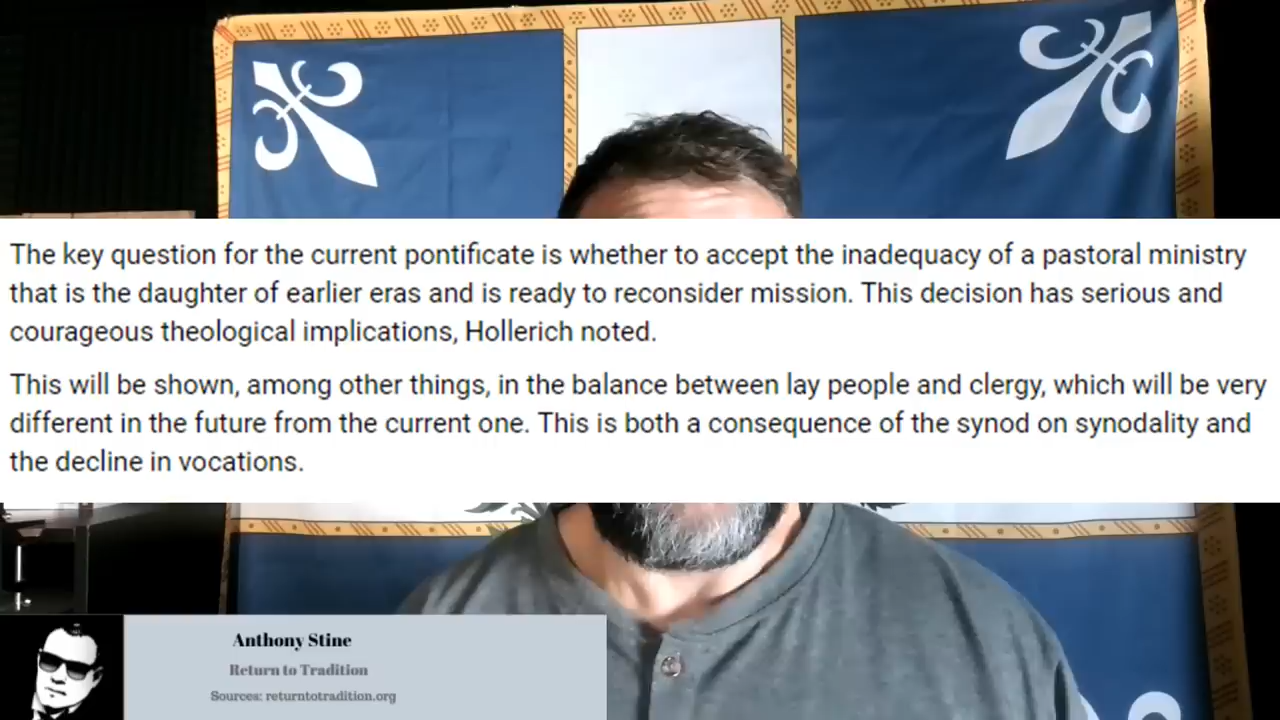 The key question for the current pontificate is whether to accept the inadequacy of a pastoral ministry
that is the daughter of earlier eras and is ready to reconsider mission. This decision has serious and
courageous theological implications, Hollerich noted.
This will be shown, among other things, in the balance between lay people and clergy, which will be very
different in the future from the current one. This is both a consequence of the synod on synodality and
the decline in vocations.
Anthony Stine
Return to Tradition
Sources: returntotradition.org